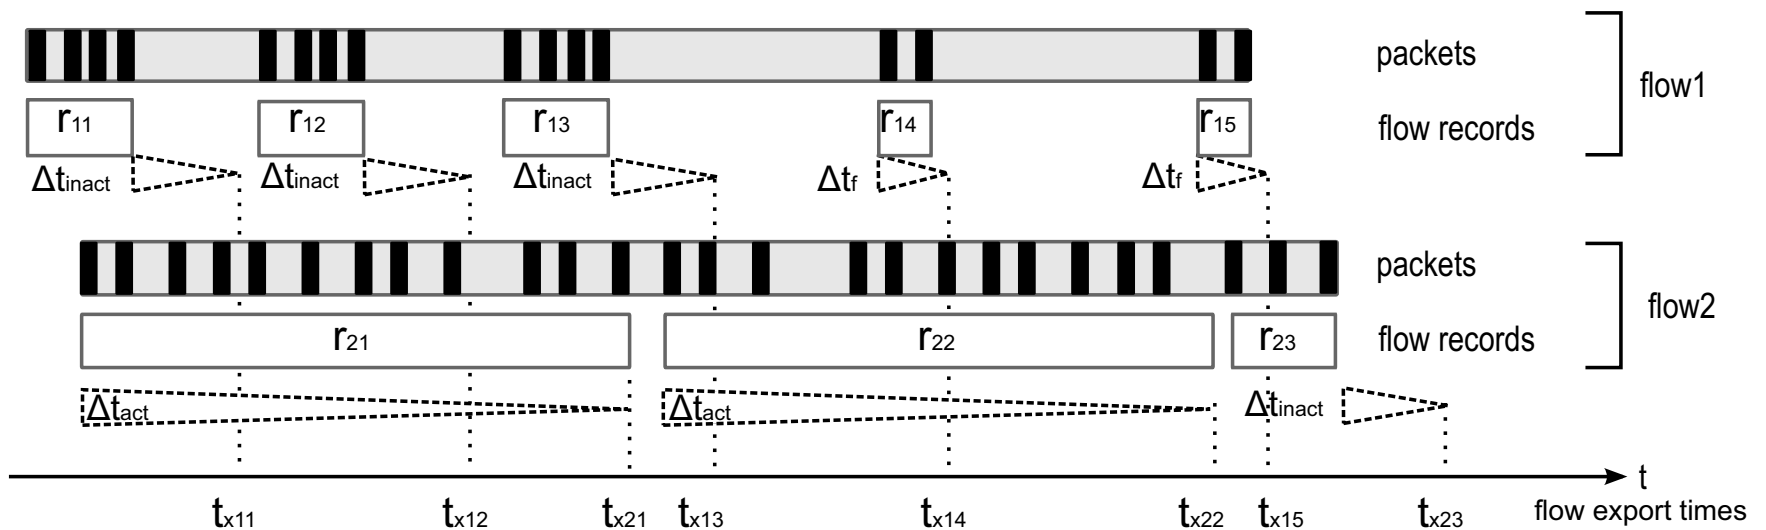 packets
flow1
r11 r12 r13 r14 r15 flow records
Δtinact Δtinact Δtinact Δtf Δtf
packets
flow2
r21 r22 r23 flow records
Δtact Δtact Δtinact
t
tx11 tx12 tx21 tx13 tx14 tx22 tx15 tx23 flow export times